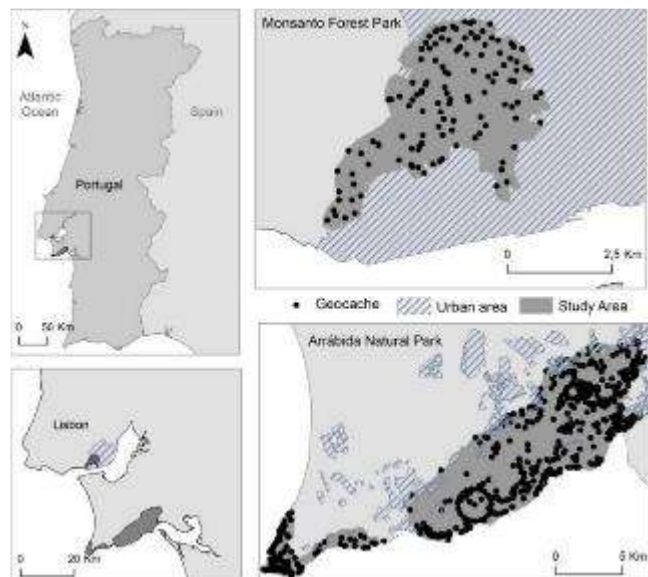 N
Atlantic
Ocean
Spain
Portugal
0 50 Km
Monsanto Forest Park
0 2,5 Km
Geocache Urban area Study Area
Lisbon
0 20 Km
Arrábida Natural Park
0 5 Km